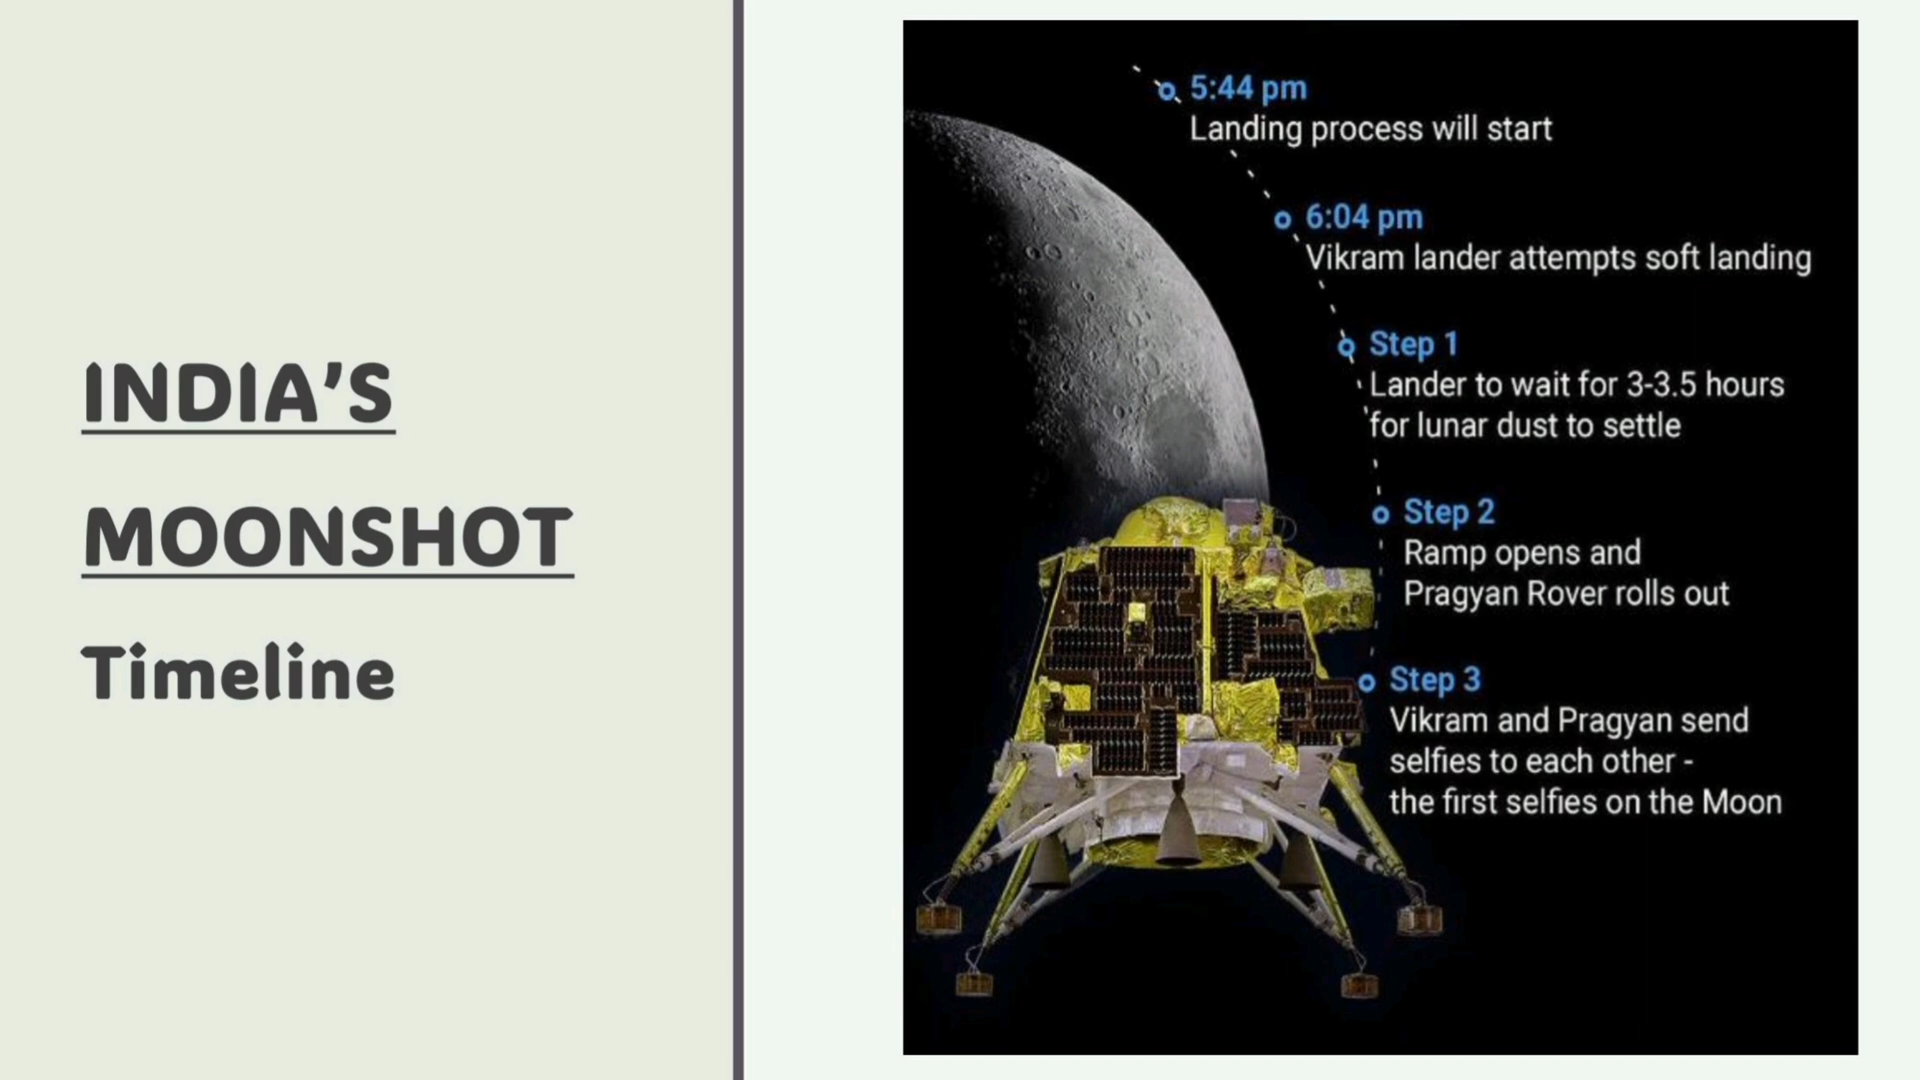 INDIA’S
MOONSHOT
Timeline
5:44 pm
Landing process will start
6:04 pm
Vikram lander attempts soft landing
Step 1
Lander to wait for 3-3.5 hours
for lunar dust to settle
Step 2
Ramp opens and
Pragyan Rover rolls out
Step 3
Vikram and Pragyan send
selfies to each other -
the first selfies on the Moon